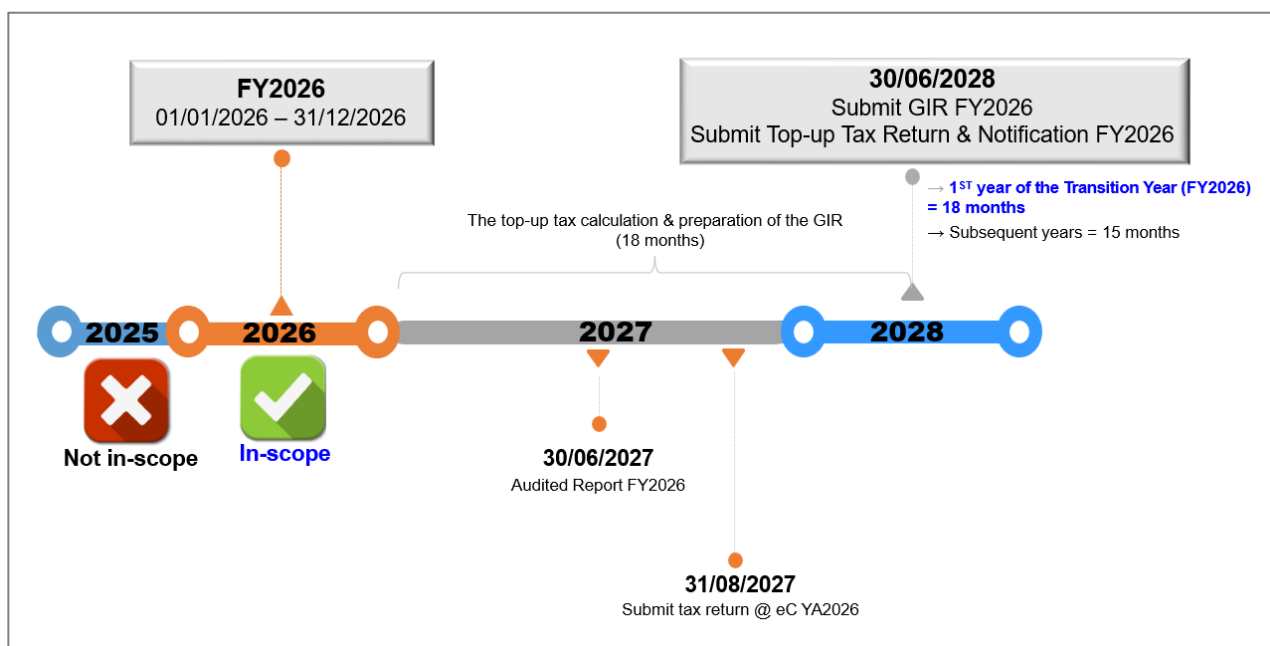 FY2026
01/01/2026 – 31/12/2026
30/06/2028
Submit GIR FY2026
Submit Top-up Tax Return & Notification FY2026
→ 1ST year of the Transition Year (FY2026)
= 18 months
→ Subsequent years = 15 months
The top-up tax calculation & preparation of the GIR
(18 months)
2025
2026
2027
2028
Not in-scope
In-scope
30/06/2027
Audited Report FY2026
31/08/2027
Submit tax return @ eC YA2026